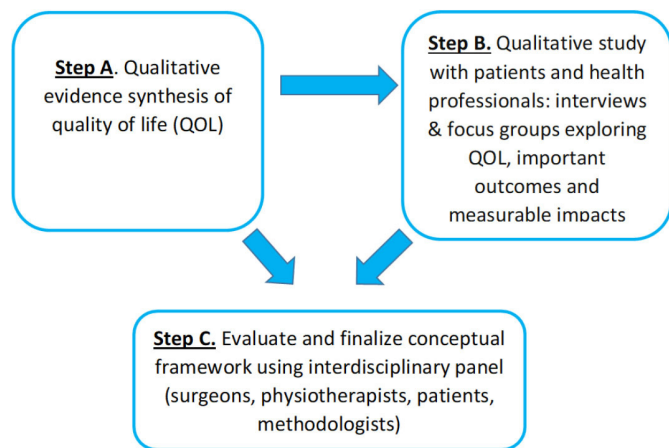 Step A. Qualitative
evidence synthesis of
quality of life (QOL)
Step B. Qualitative study
with patients and health
professionals: interviews
& focus groups exploring
QOL, important
outcomes and
measurable impacts
Step C. Evaluate and finalize conceptual
framework using interdisciplinary panel
(surgeons, physiotherapists, patients,
methodologists)